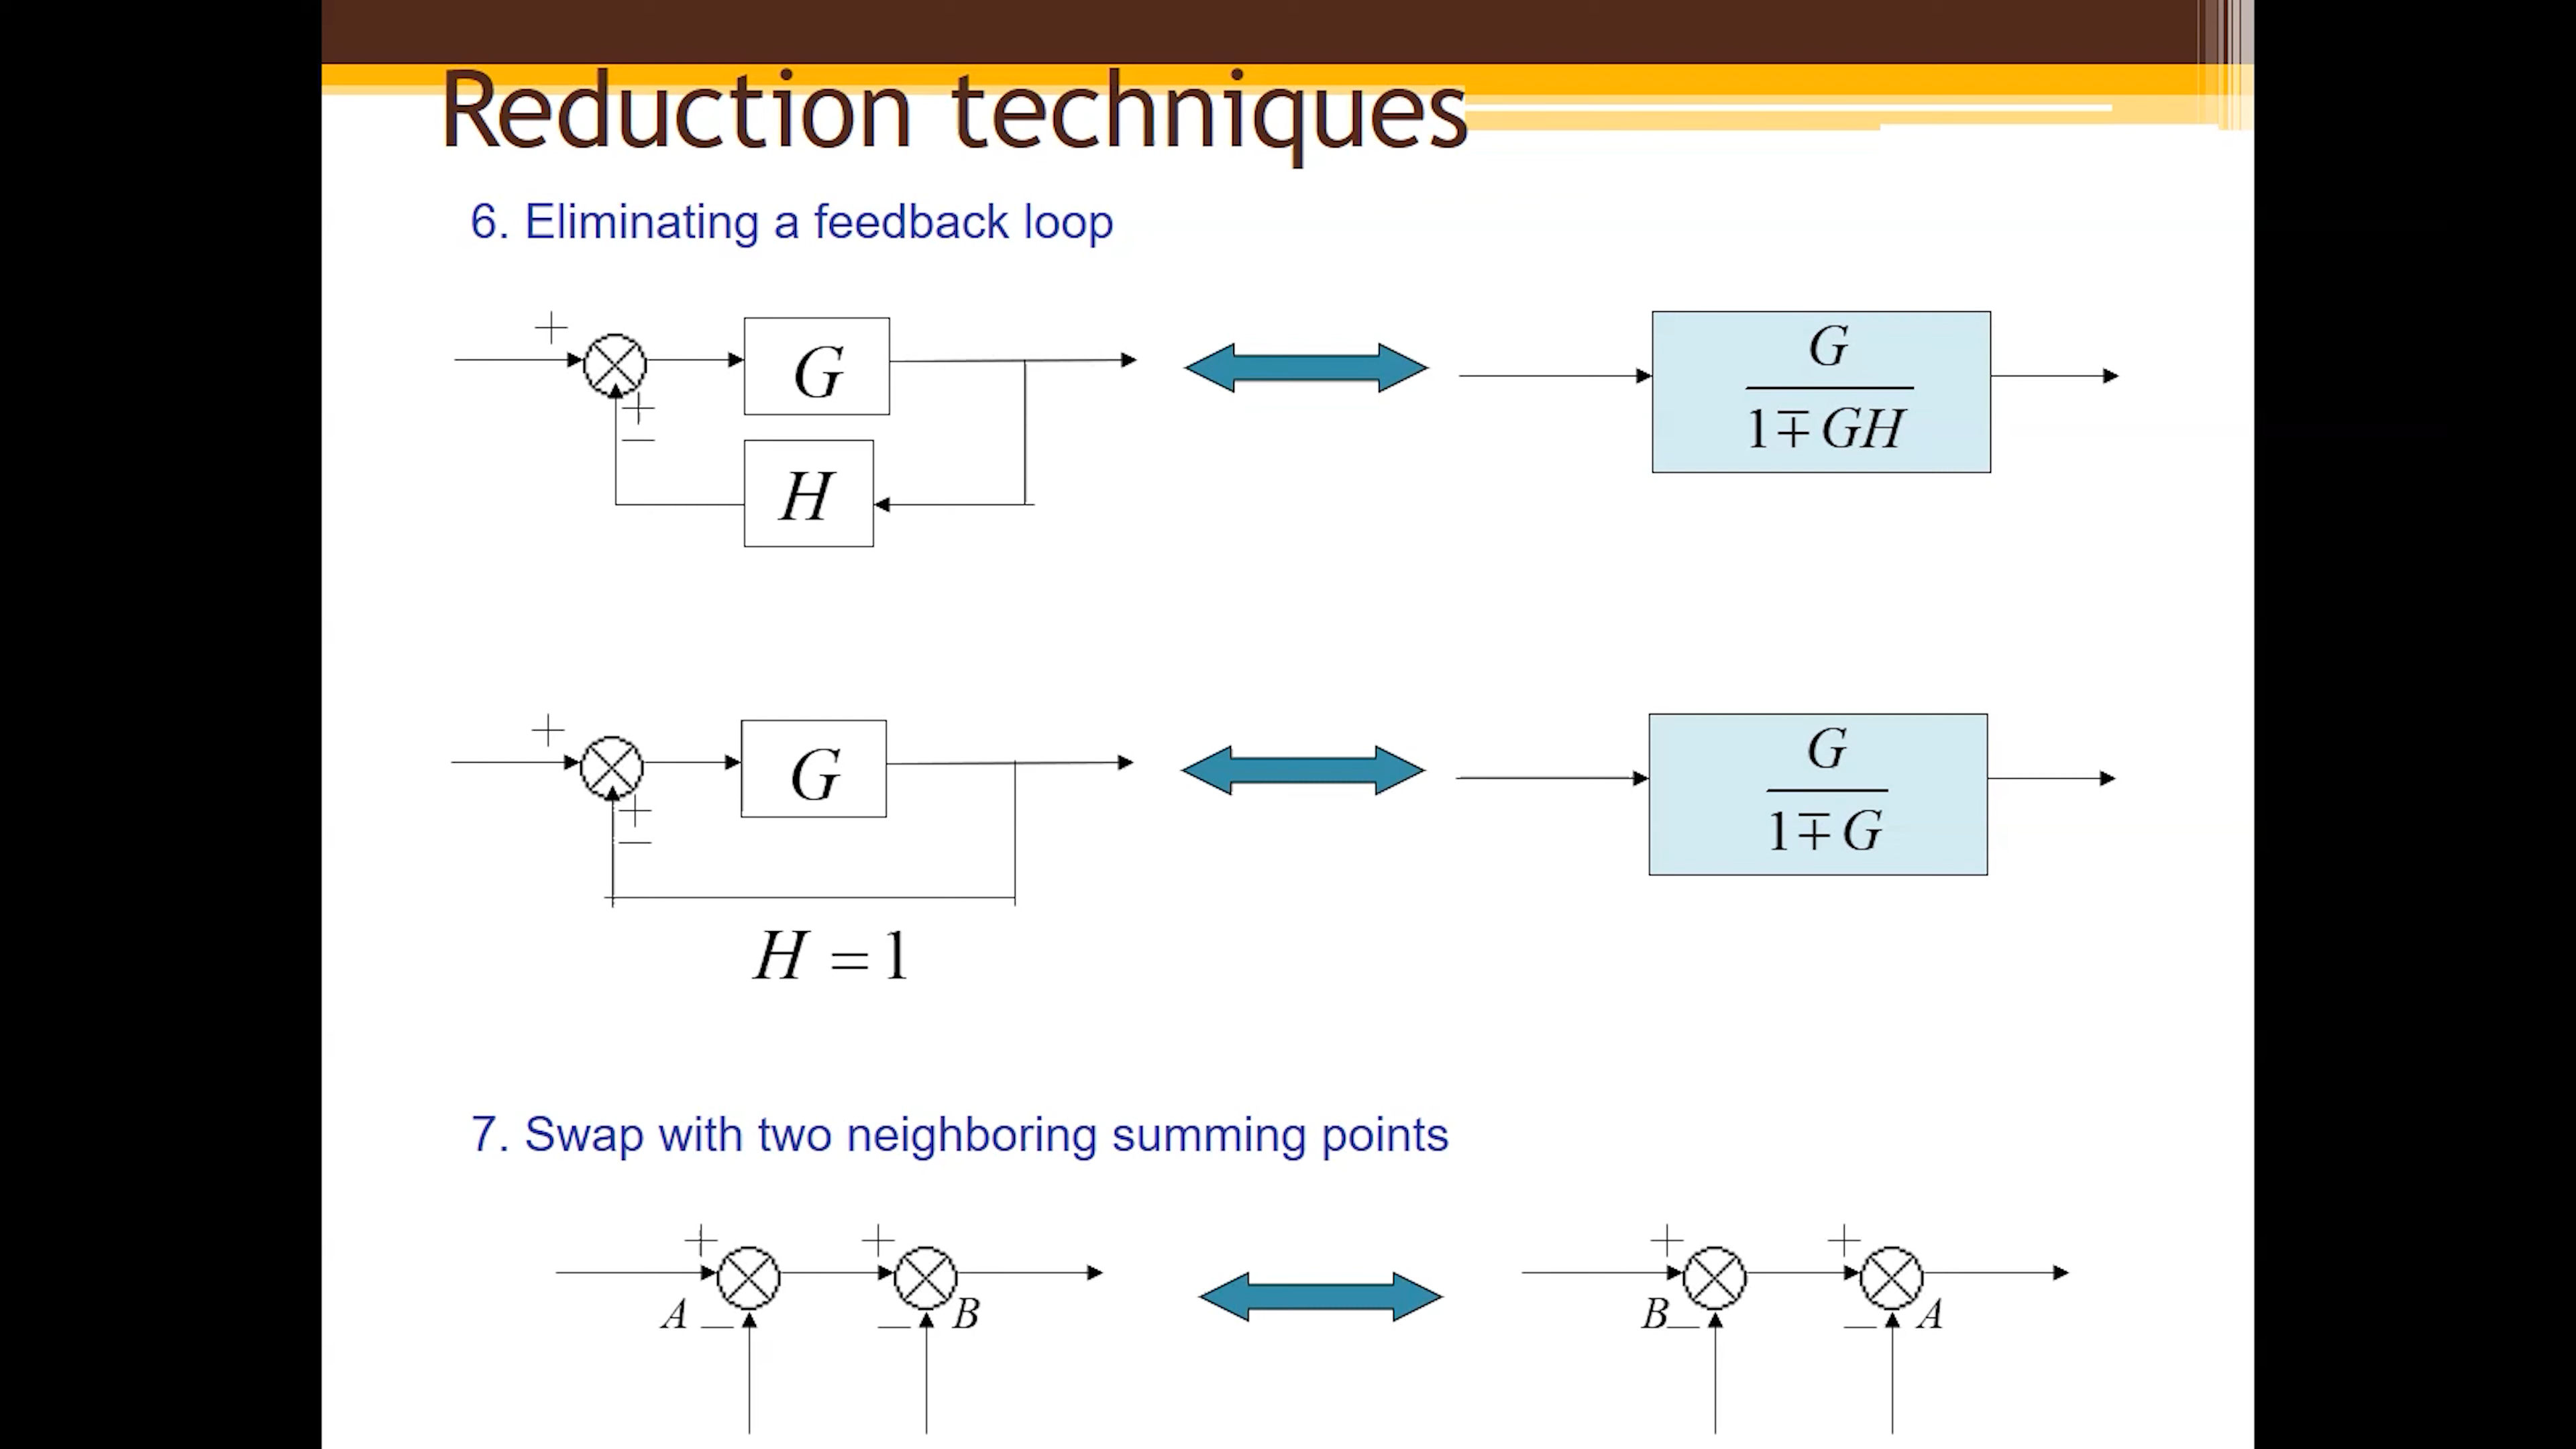 Reduction techniques
6. Eliminating a feedback loop
+
G
+
−
H
G
1 ∓ GH
+
G
+
−
H = 1
G
1 ∓ G
7. Swap with two neighboring summing points
+ + + +
A − − B B − − A